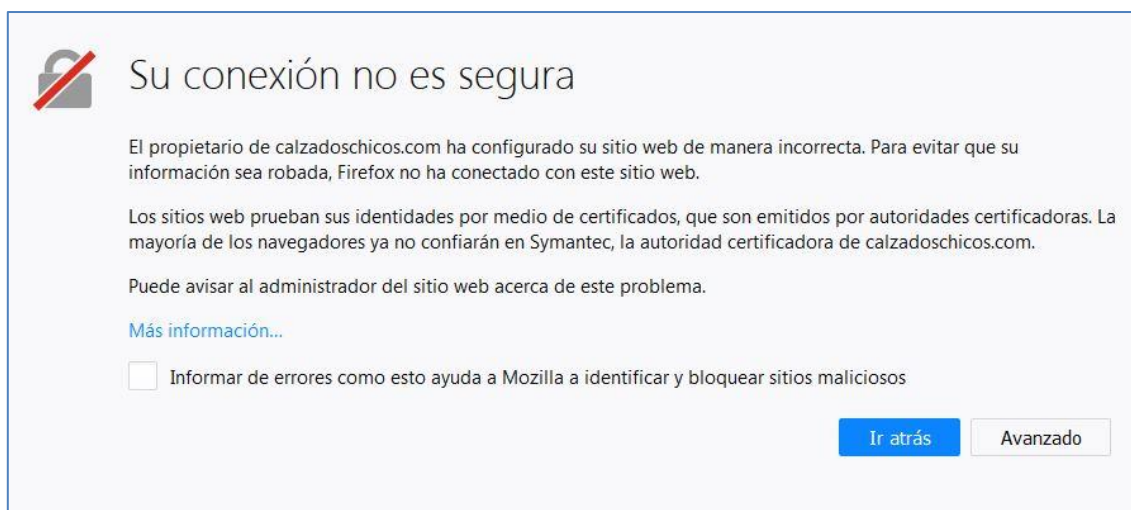 Su conexión no es segura
El propietario de calzadoschicos.com ha configurado su sitio web de manera incorrecta. Para evitar que su
información sea robada, Firefox no ha conectado con este sitio web.
Los sitios web prueban sus identidades por medio de certificados, que son emitidos por autoridades certificadoras. La
mayoría de los navegadores ya no confiarán en Symantec, la autoridad certificadora de calzadoschicos.com.
Puede avisar al administrador del sitio web acerca de este problema.
Más información...
Informar de errores como esto ayuda a Mozilla a identificar y bloquear sitios maliciosos
Ir atrás Avanzado